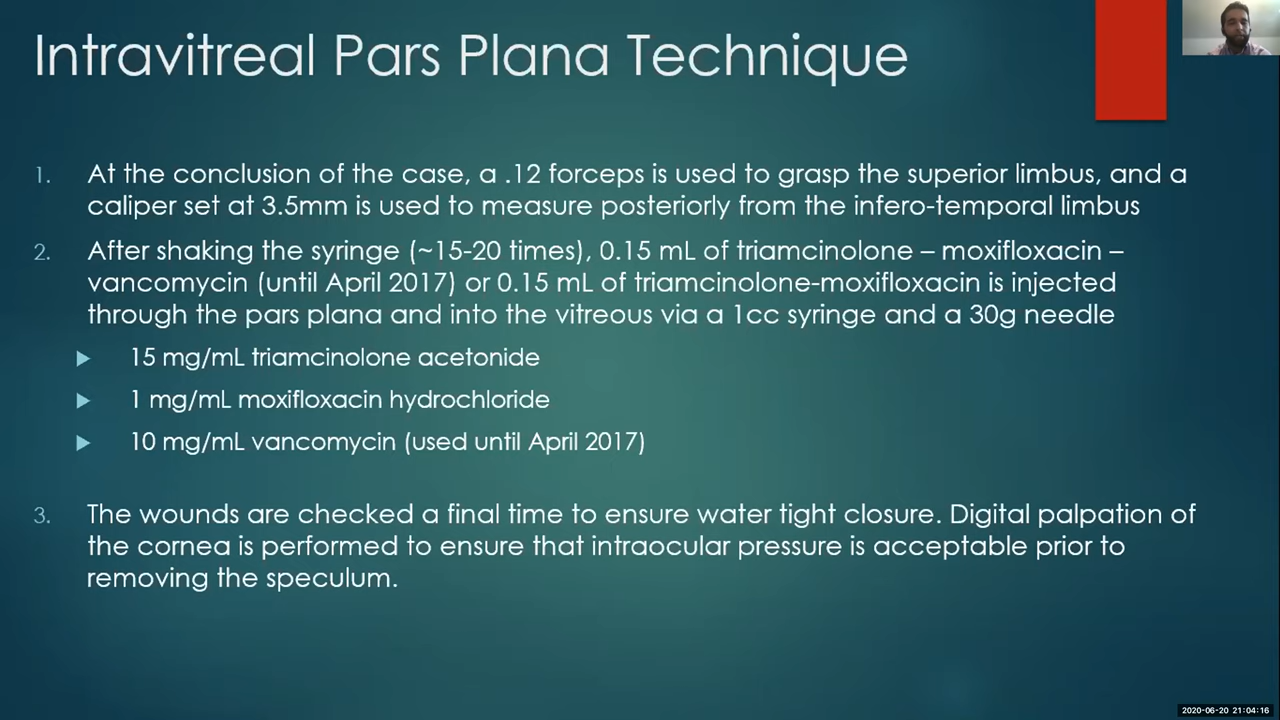 Intravitreal Pars Plana Technique
1. At the conclusion of the case, a .12 forceps is used to grasp the superior limbus, and a
caliper set at 3.5mm is used to measure posteriorly from the infero-temporal limbus
2. After shaking the syringe (~15-20 times), 0.15 mL of triamcinolone – moxifloxacin –
vancomycin (until April 2017) or 0.15 mL of triamcinolone-moxifloxacin is injected
through the pars plana and into the vitreous via a 1cc syringe and a 30g needle
15 mg/mL triamcinolone acetonide
1 mg/mL moxifloxacin hydrochloride
10 mg/mL vancomycin (used until April 2017)
3. The wounds are checked a final time to ensure water tight closure. Digital palpation of
the cornea is performed to ensure that intraocular pressure is acceptable prior to
removing the speculum.
2020-06-20 21:04:16